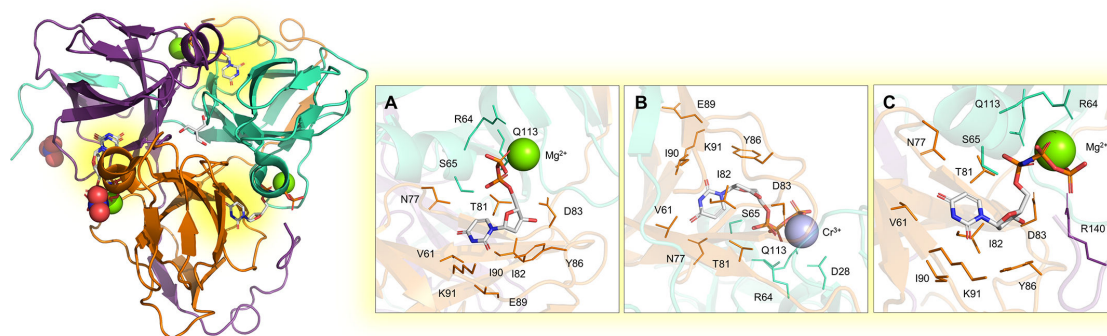 A
R64
Q113
Mg²⁺
S65
N77
T81
D83
V61
I90
I82
Y86
K91
E89
B
E89
I90
K91
Y86
I82
D83
V61
S65
Cr³⁺
N77
T81
Q113
D28
R64
C
Q113
R64
Mg²⁺
N77
S65
T81
V61
D83
I82
R140
I90
K91
Y86